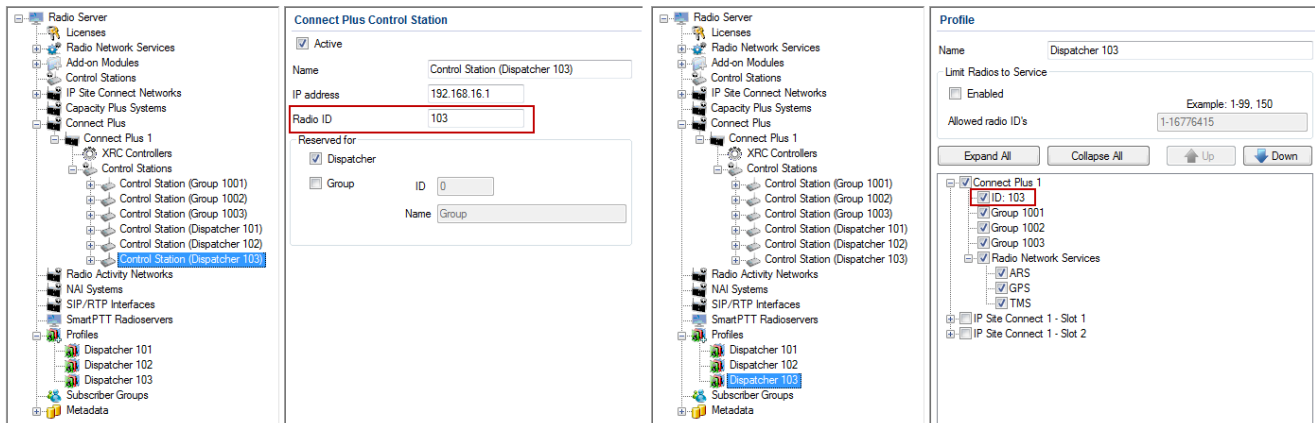 Radio Server
Licenses
Radio Network Services
Add-on Modules
Control Stations
IP Site Connect Networks
Capacity Plus Systems
Connect Plus
Connect Plus 1
XRC Controllers
Control Stations
Control Station (Group 1001)
Control Station (Group 1002)
Control Station (Group 1003)
Control Station (Dispatcher 101)
Control Station (Dispatcher 102)
Control Station (Dispatcher 103)
Radio Activity Networks
NAI Systems
SIP/RTP Interfaces
SmartPTT Radioservers
Profiles
Dispatcher 101
Dispatcher 102
Dispatcher 103
Subscriber Groups
Metadata
Connect Plus Control Station
Active
Name Control Station (Dispatcher 103)
IP address 192.168.16.1
Radio ID 103
Reserved for
Dispatcher
Group ID 0
Name Group
Radio Server
Licenses
Radio Network Services
Add-on Modules
Control Stations
IP Site Connect Networks
Capacity Plus Systems
Connect Plus
Connect Plus 1
XRC Controllers
Control Stations
Control Station (Group 1001)
Control Station (Group 1002)
Control Station (Group 1003)
Control Station (Dispatcher 101)
Control Station (Dispatcher 102)
Control Station (Dispatcher 103)
Radio Activity Networks
NAI Systems
SIP/RTP Interfaces
SmartPTT Radioservers
Profiles
Dispatcher 101
Dispatcher 102
Dispatcher 103
Subscriber Groups
Metadata
Profile
Name Dispatcher 103
Limit Radios to Service
Enabled
Example: 1-99, 150
Allowed radio ID's 1-16776415
Expand All Collapse All Up Down
Connect Plus 1
ID: 103
Group 1001
Group 1002
Group 1003
Radio Network Services
ARS
GPS
TMS
IP Site Connect 1 - Slot 1
IP Site Connect 1 - Slot 2